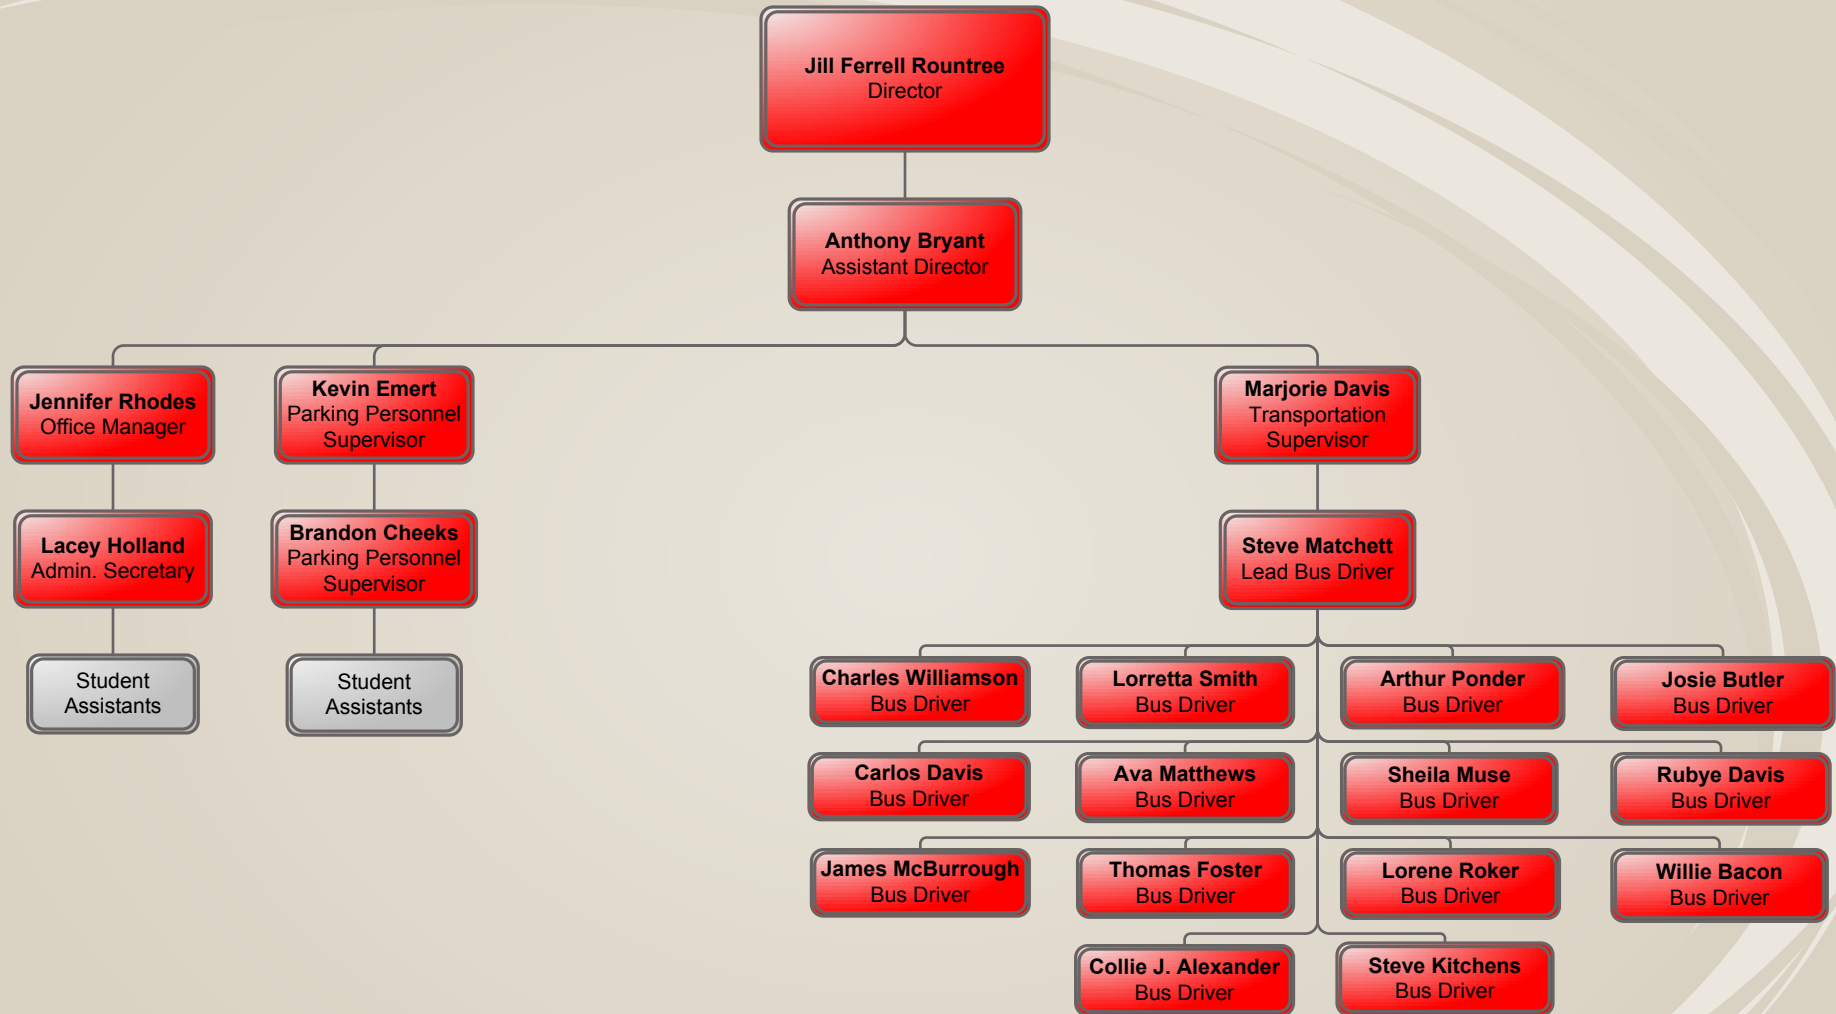 Jill Ferrell Rountree
Director
Anthony Bryant
Assistant Director
Jennifer Rhodes
Office Manager
Kevin Emert
Parking Personnel
Supervisor
Marjorie Davis
Transportation
Supervisor
Lacey Holland
Admin. Secretary
Brandon Cheeks
Parking Personnel
Supervisor
Steve Matchett
Lead Bus Driver
Student
Assistants
Student
Assistants
Charles Williamson
Bus Driver
Lorretta Smith
Bus Driver
Arthur Ponder
Bus Driver
Josie Butler
Bus Driver
Carlos Davis
Bus Driver
Ava Matthews
Bus Driver
Sheila Muse
Bus Driver
Rubye Davis
Bus Driver
James McBurrough
Bus Driver
Thomas Foster
Bus Driver
Lorene Roker
Bus Driver
Willie Bacon
Bus Driver
Collie J. Alexander
Bus Driver
Steve Kitchens
Bus Driver